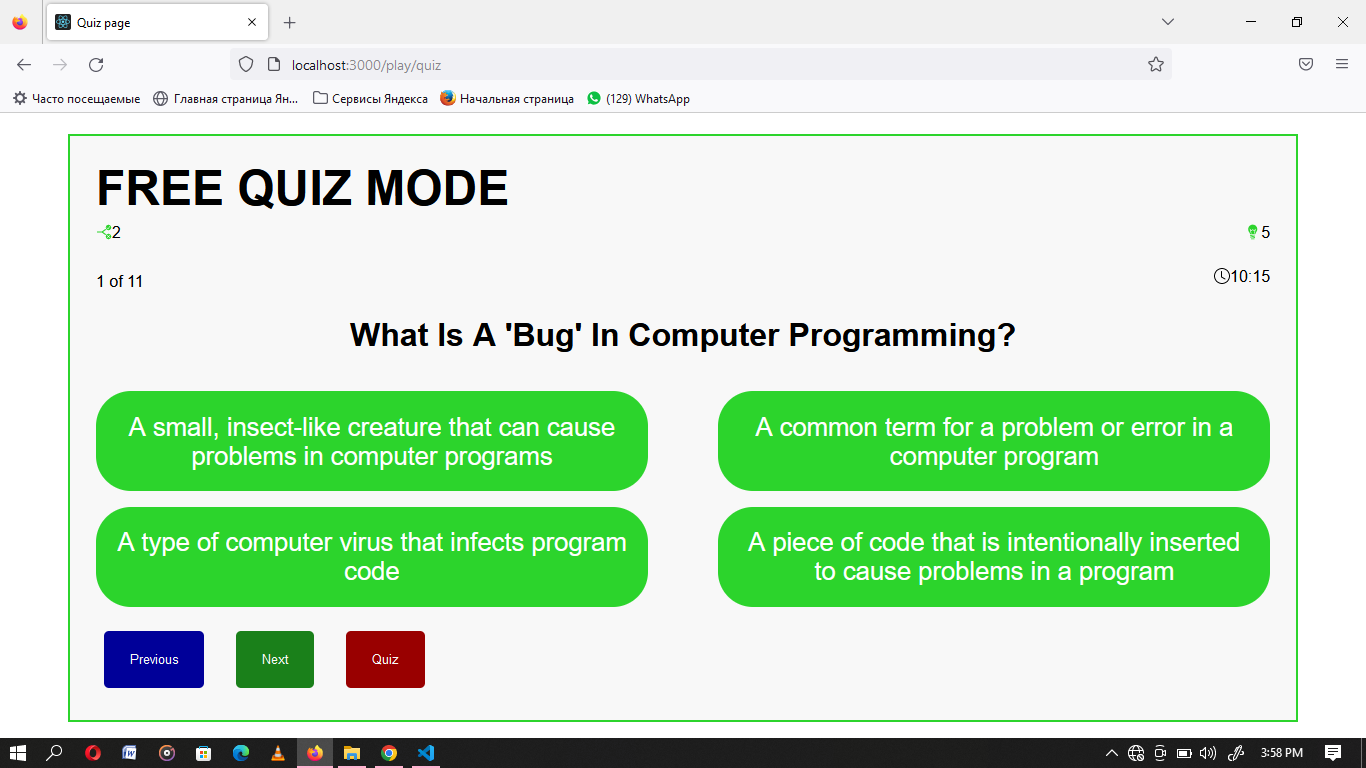 Quiz page
localhost:3000/play/quiz
Часто посещаемые
Главная страница Ян...
Сервисы Яндекса
Начальная страница
(129) WhatsApp
FREE QUIZ MODE
2
5
1 of 11
10:15
What Is A 'Bug' In Computer Programming?
A small, insect-like creature that can cause
problems in computer programs
A common term for a problem or error in a
computer program
A type of computer virus that infects program
code
A piece of code that is intentionally inserted
to cause problems in a program
Previous
Next
Quiz
3:58 PM